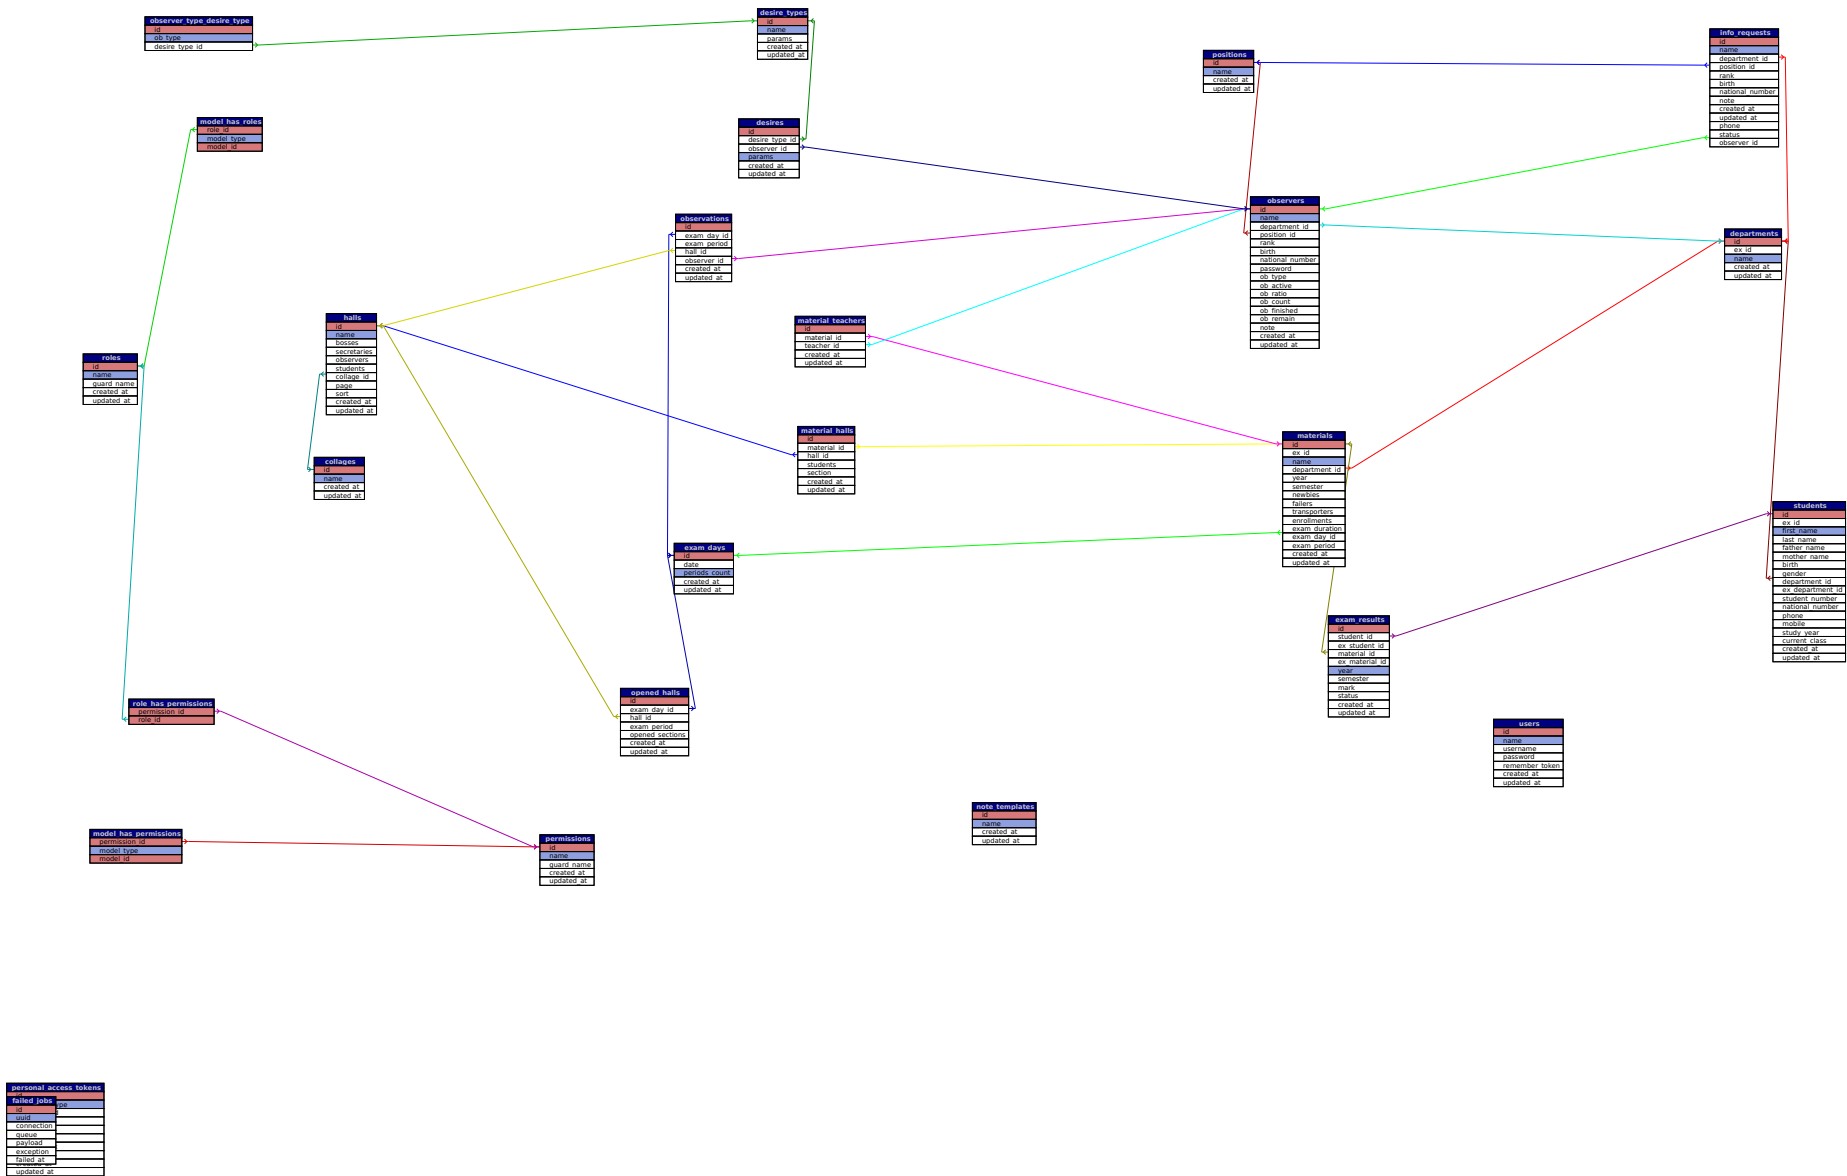 observer_type_desire_type
id
ob_type
desire_type_id
desire_types
id
name
params
created_at
updated_at
info_requests
id
name
department_id
position_id
rank
birth
national_number
note
created_at
updated_at
phone
status
observer_id
positions
id
name
created_at
updated_at
model_has_roles
role_id
model_type
model_id
desires
id
desire_type_id
observer_id
params
created_at
updated_at
observers
id
name
department_id
position_id
rank
birth
national_number
password
ob_type
ob_active
ob_ratio
ob_count
ob_finished
ob_remain
note
created_at
updated_at
observations
id
exam_day_id
exam_period
hall_id
observer_id
created_at
updated_at
departments
id
ex_id
name
created_at
updated_at
halls
id
name
bosses
secretaries
observers
students
collage_id
page
sort
created_at
updated_at
material_teachers
id
material_id
teacher_id
created_at
updated_at
roles
id
name
guard_name
created_at
updated_at
material_halls
id
material_id
hall_id
students
section
created_at
updated_at
materials
id
ex_id
name
department_id
year
semester
newbies
failers
transporters
enrollments
exam_duration
exam_day_id
exam_period
created_at
updated_at
collages
id
name
created_at
updated_at
students
id
ex_id
first_name
last_name
father_name
mother_name
birth
gender
department_id
ex_department_id
student_number
national_number
phone
mobile
study_year
current_class
created_at
updated_at
exam_days
id
date
periods_count
created_at
updated_at
exam_results
id
student_id
ex_student_id
material_id
ex_material_id
year
semester
mark
status
created_at
updated_at
opened_halls
id
exam_day_id
hall_id
exam_period
opened_sections
created_at
updated_at
role_has_permissions
permission_id
role_id
users
id
name
username
password
remember_token
created_at
updated_at
note_templates
id
name
created_at
updated_at
model_has_permissions
permission_id
model_type
model_id
permissions
id
name
guard_name
created_at
updated_at
personal_access_tokens
failed_jobs
id
uuid
connection
queue
payload
exception
failed_at
updated_at